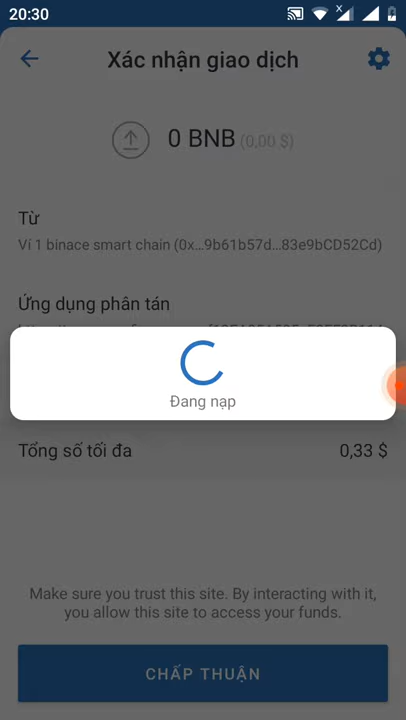 20:30
Xác nhận giao dịch
0 BNB (0,00 $)
Từ
Ví 1 binace smart chain (0x...9b61b57d...83e9bCD52Cd)
Ứng dụng phân tán
Đang nạp
Tổng số tối đa
0,33 $
Make sure you trust this site. By interacting with it,
you allow this site to access your funds.
CHẤP THUẬN